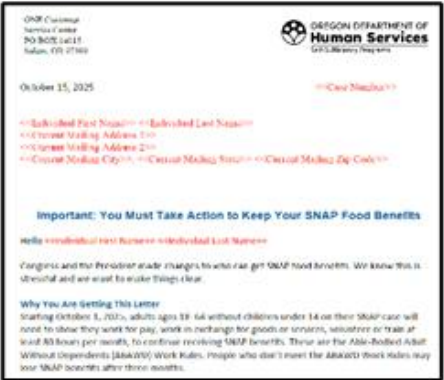 ONE Customer
Service Center
PO BOX 14015
Salem, OR 97309
OREGON DEPARTMENT OF
Human Services
Self-Sufficiency Programs
October 15, 2025
<<Case Number>>
<<Individual First Name>> <<Individual Last Name>>
<<Current Mailing Address 1>>
<<Current Mailing Address 2>>
<<Current Mailing City>>, <<Current Mailing State>> <<Current Mailing Zip Code>>
Important: You Must Take Action to Keep Your SNAP Food Benefits
Hello <<Individual First Name>> <<Individual Last Name>>
Congress and the President made changes to who can get SNAP food benefits. We know this is
stressful and we want to make things clear.
Why You Are Getting This Letter
Starting October 1, 2025, adults ages 18-64 without children under 14 on their SNAP case will
need to show they work for pay, work in exchange for goods or services, volunteer or train at
least 80 hours per month, to continue receiving SNAP benefits. These are the Able-Bodied Adult
Without Dependents (ABAWD) Work Rules. People who don't meet the ABAWD Work Rules may
lose SNAP benefits after three months.